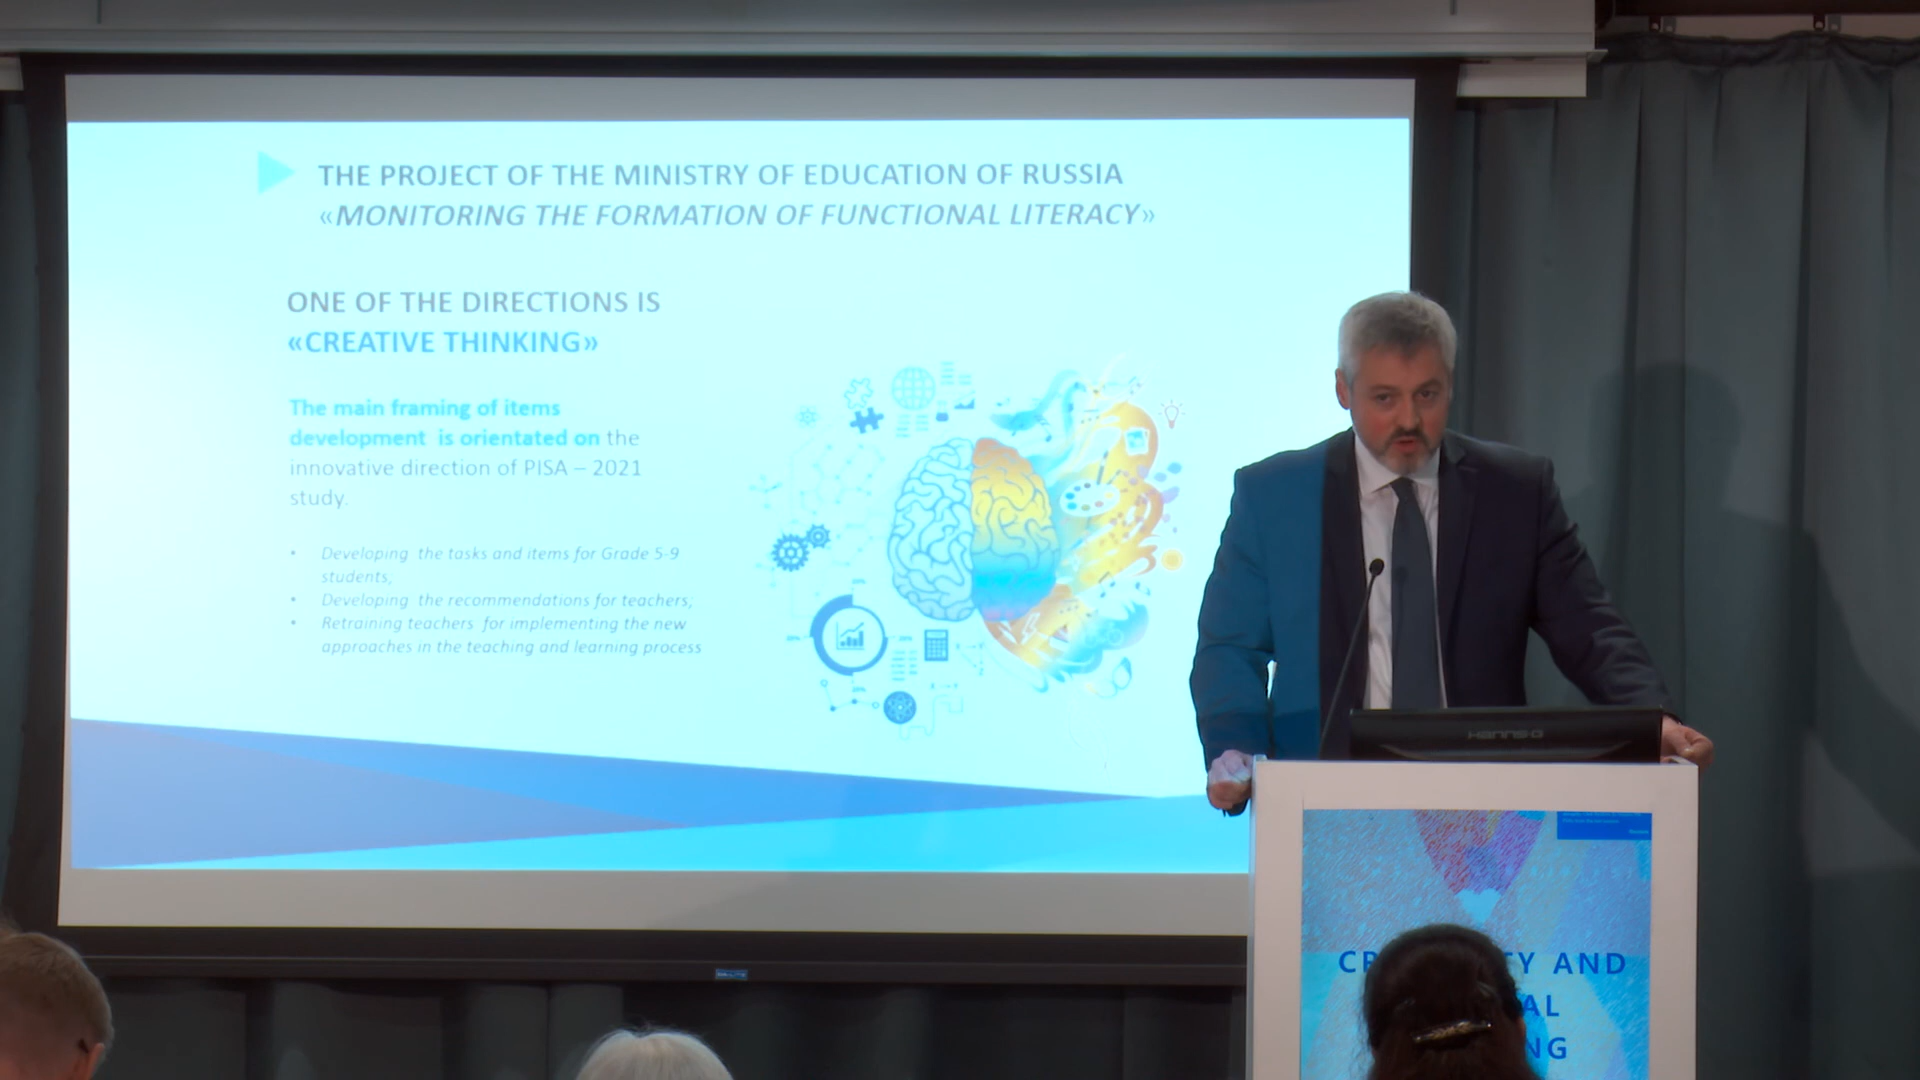 THE PROJECT OF THE MINISTRY OF EDUCATION OF RUSSIA
«MONITORING THE FORMATION OF FUNCTIONAL LITERACY»
ONE OF THE DIRECTIONS IS
«CREATIVE THINKING»
The main framing of items
development is orientated on the
innovative direction of PISA – 2021
study.
• Developing the tasks and items for Grade 5-9
students,
• Developing the recommendations for teachers;
• Retraining teachers for implementing the new
approaches in the teaching and learning process
HANNS-G
AND